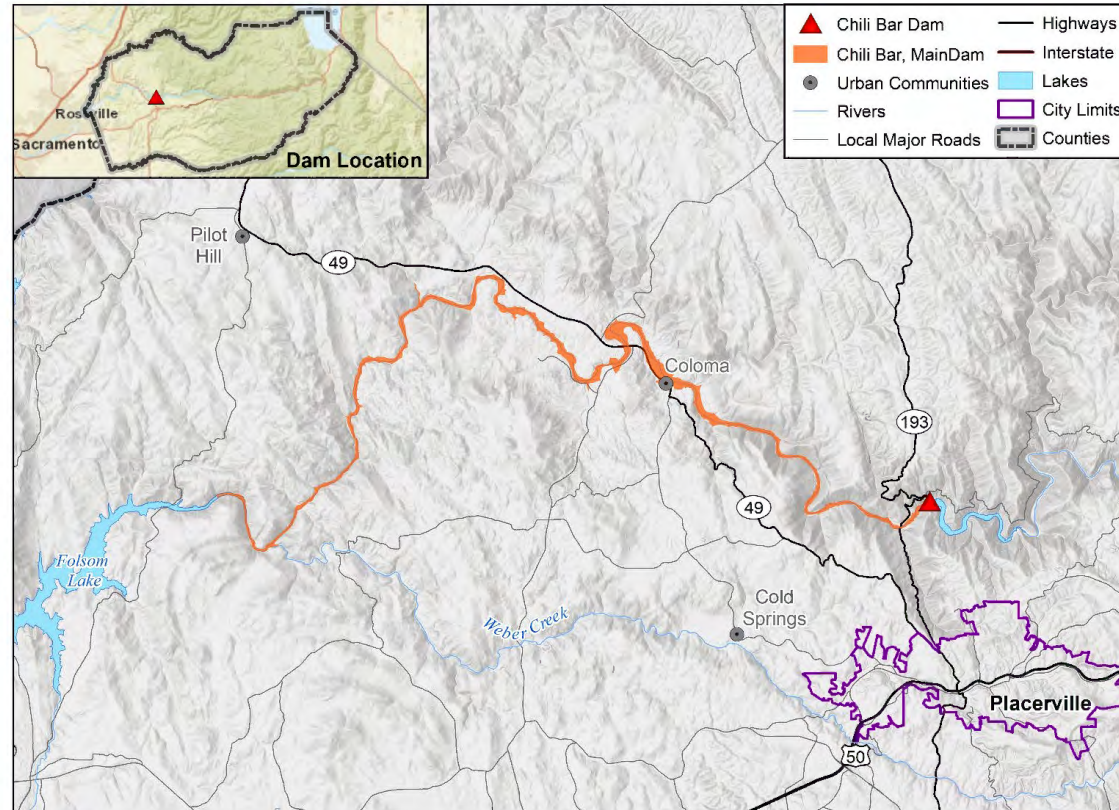 Roseville
Sacramento
Dam Location
Chili Bar Dam
Chili Bar, MainDam
Urban Communities
Rivers
Local Major Roads
Highways
Interstate
Lakes
City Limits
Counties
Pilot
Hill
49
Coloma
193
49
Folsom
Lake
Weber Creek
Cold
Springs
Placerville
50